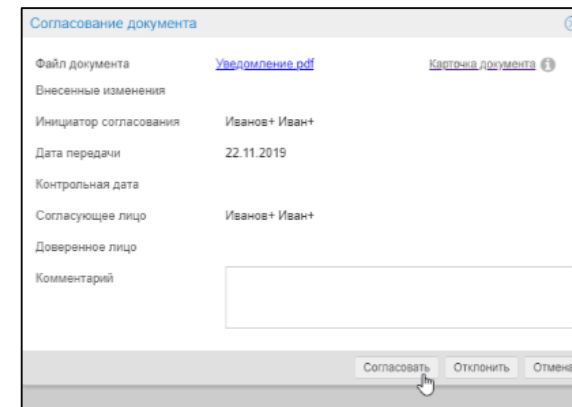 Согласование документа
Файл документа Уведомление.pdf Карточка документа
Внесенные изменения
Инициатор согласования Иванов+ Иван+
Дата передачи 22.11.2019
Контрольная дата
Согласующее лицо Иванов+ Иван+
Доверенное лицо
Комментарий
Согласовать Отклонить Отмена